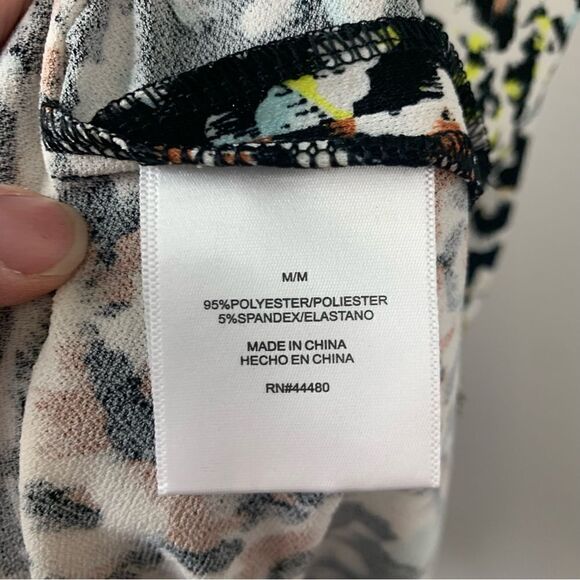 M/M
95%POLYESTER/POLIESTER
5%SPANDEX/ELASTANO
MADE IN CHINA
HECHO EN CHINA
RN#44480